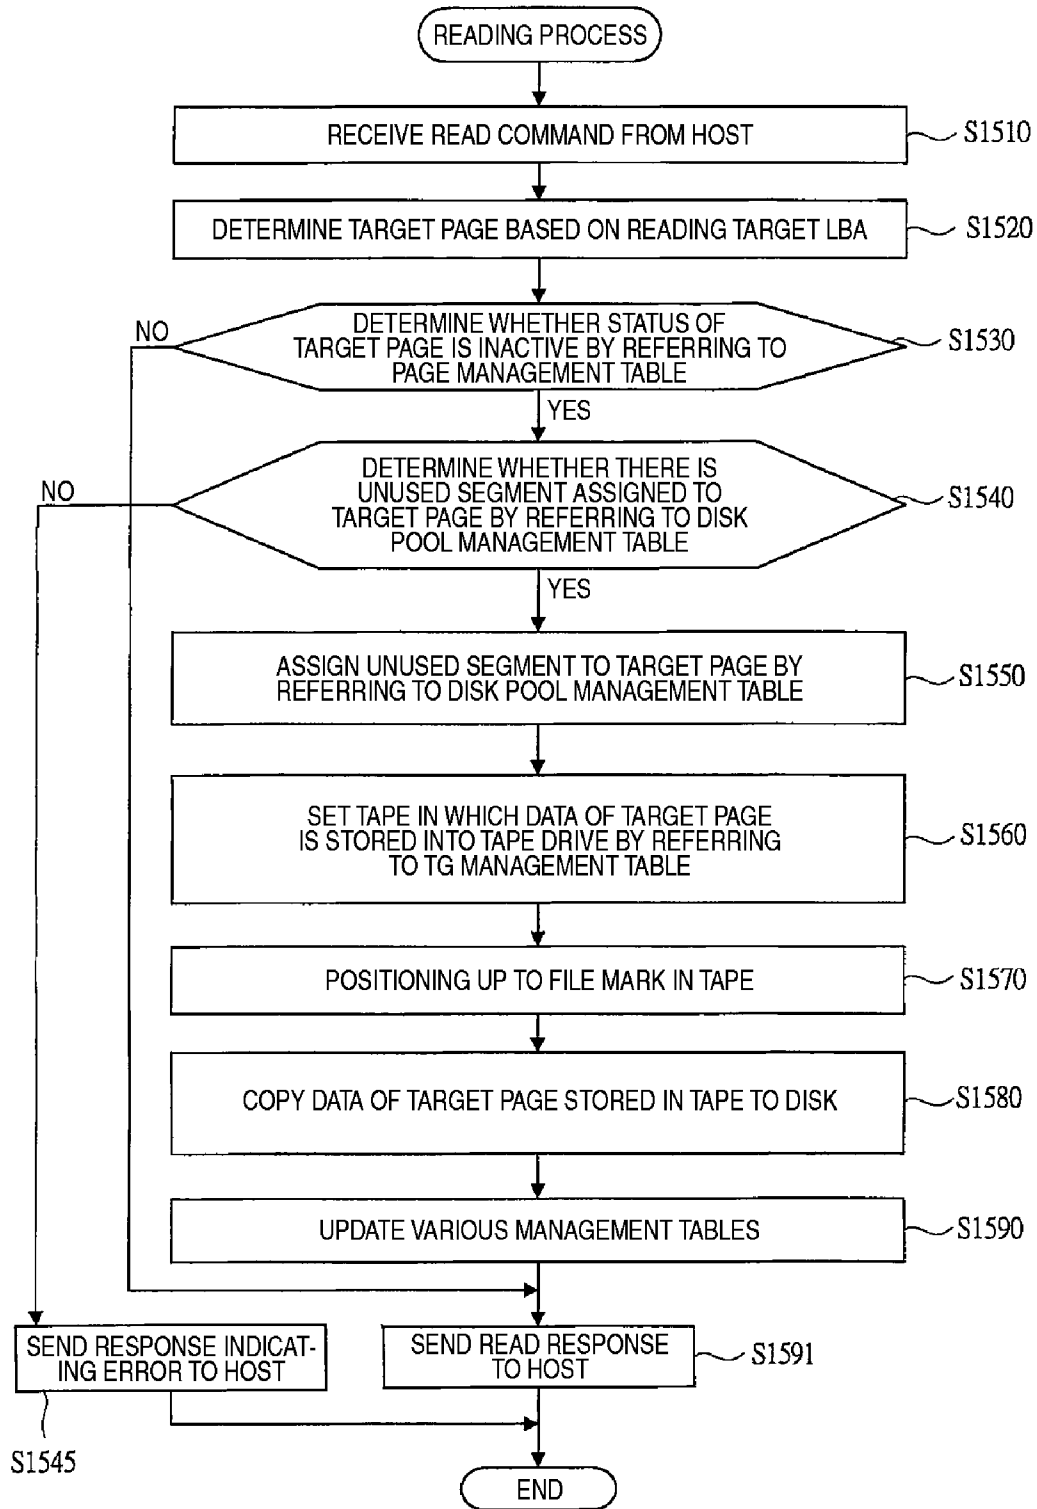 READING PROCESS
RECEIVE READ COMMAND FROM HOST
S1510
DETERMINE TARGET PAGE BASED ON READING TARGET LBA
S1520
NO
DETERMINE WHETHER STATUS OF
TARGET PAGE IS INACTIVE BY REFERRING TO
PAGE MANAGEMENT TABLE
S1530
YES
NO
DETERMINE WHETHER THERE IS
UNUSED SEGMENT ASSIGNED TO
TARGET PAGE BY REFERRING TO DISK
POOL MANAGEMENT TABLE
S1540
YES
ASSIGN UNUSED SEGMENT TO TARGET PAGE BY
REFERRING TO DISK POOL MANAGEMENT TABLE
S1550
SET TAPE IN WHICH DATA OF TARGET PAGE
IS STORED INTO TAPE DRIVE BY REFERRING
TO TG MANAGEMENT TABLE
S1560
POSITIONING UP TO FILE MARK IN TAPE
S1570
COPY DATA OF TARGET PAGE STORED IN TAPE TO DISK
S1580
UPDATE VARIOUS MANAGEMENT TABLES
S1590
SEND RESPONSE INDICAT-
ING ERROR TO HOST
S1545
SEND READ RESPONSE
TO HOST
S1591
END